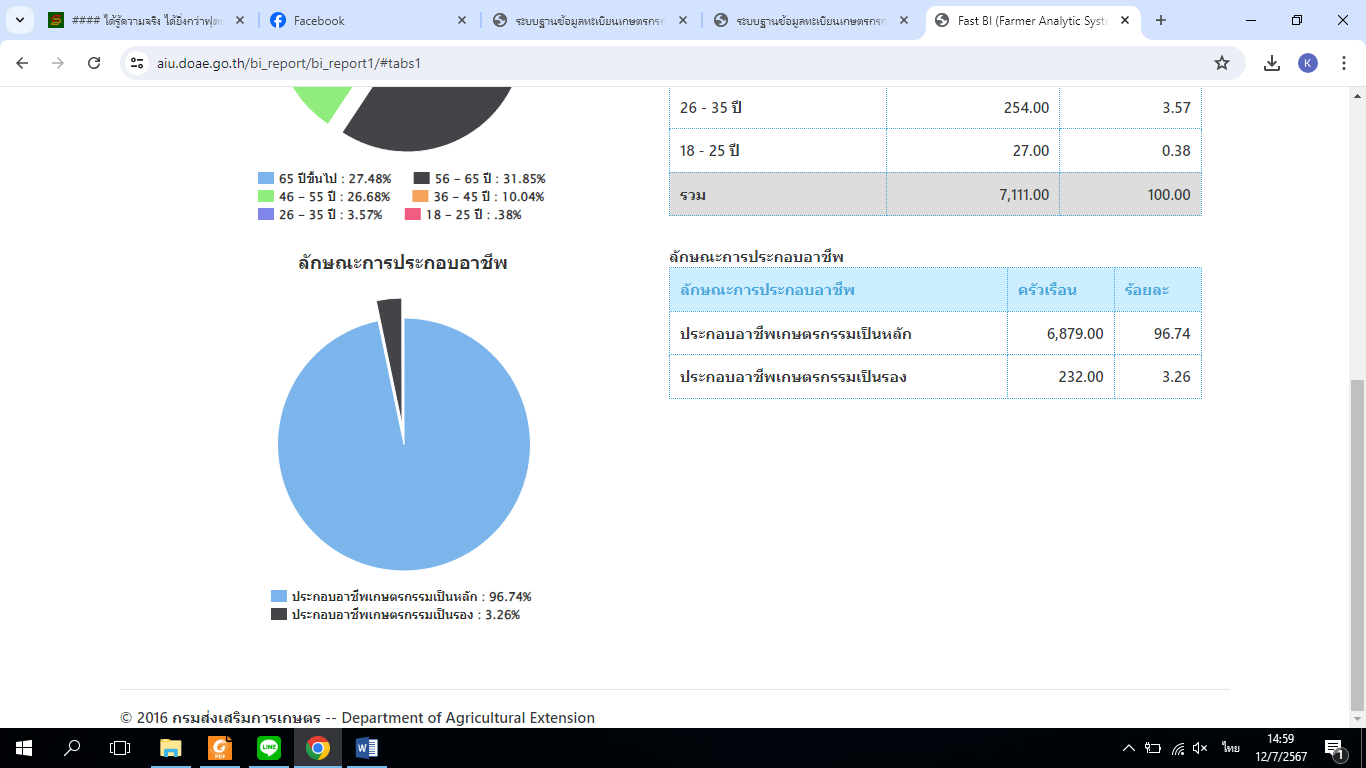 #### ได้รู้ความจริง ได้ยิ่งกว่าฟุต
Facebook
ระบบฐานข้อมูลทะเบียนเกษตรกรก
ระบบฐานข้อมูลทะเบียนเกษตรกรก
Fast BI (Farmer Analytic Syst
aiu.doae.go.th/bi_report/bi_report1/#tabs1
K
65 ปีขึ้นไป : 27.48% 56 – 65 ปี : 31.85%
46 – 55 ปี : 26.68% 36 – 45 ปี : 10.04%
26 – 35 ปี : 3.57% 18 – 25 ปี : .38%
26 - 35 ปี 254.00 3.57
18 - 25 ปี 27.00 0.38
รวม 7,111.00 100.00
ลักษณะการประกอบอาชีพ
ประกอบอาชีพเกษตรกรรมเป็นหลัก : 96.74%
ประกอบอาชีพเกษตรกรรมเป็นรอง : 3.26%
ลักษณะการประกอบอาชีพ
ลักษณะการประกอบอาชีพ ครัวเรือน ร้อยละ
ประกอบอาชีพเกษตรกรรมเป็นหลัก 6,879.00 96.74
ประกอบอาชีพเกษตรกรรมเป็นรอง 232.00 3.26
© 2016 กรมส่งเสริมการเกษตร -- Department of Agricultural Extension
PDF
LINE
W
ไทย
14:59
12/7/2567
1